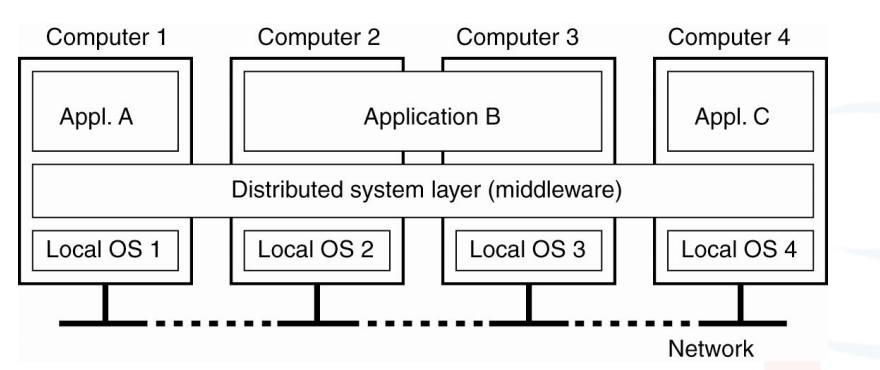 Computer 1
Computer 2
Computer 3
Computer 4
Appl. A
Application B
Appl. C
Distributed system layer (middleware)
Local OS 1
Local OS 2
Local OS 3
Local OS 4
Network